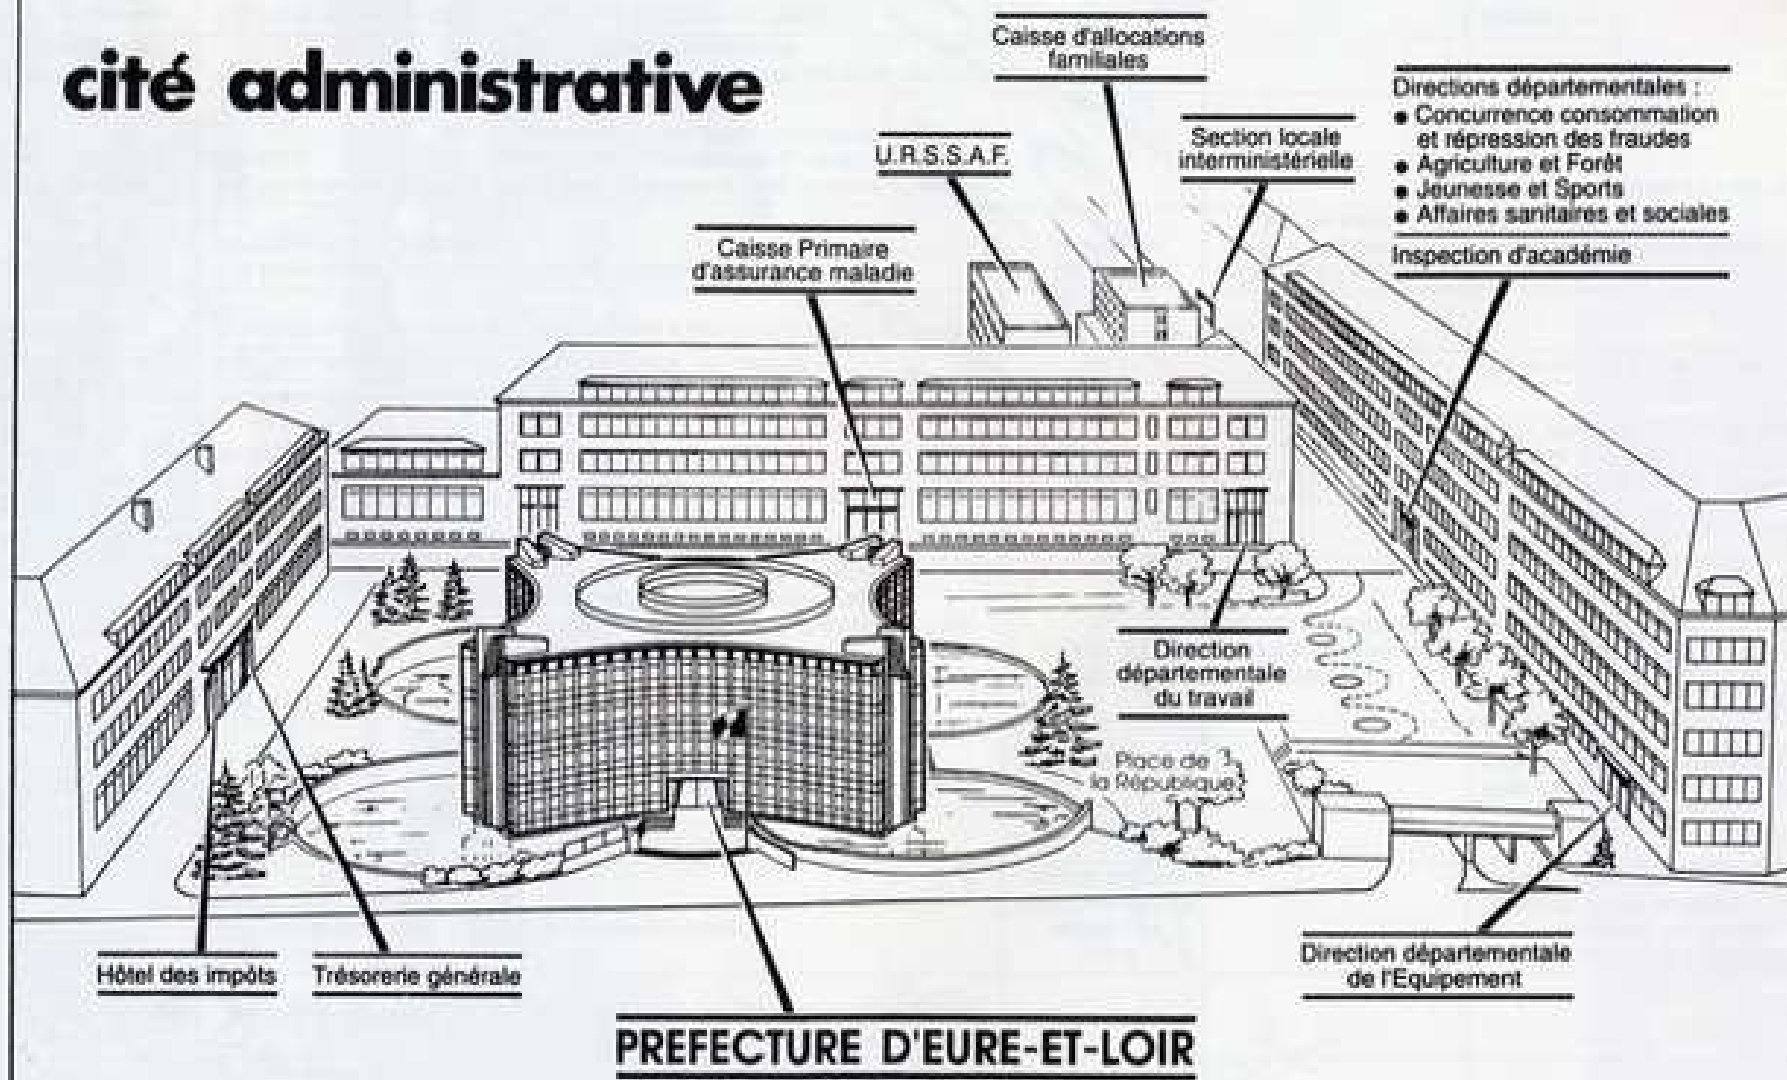 cité administrative
Caisse d'allocations
familiales
Directions départementales :
● Concurrence consommation
et répression des fraudes
● Agriculture et Forêt
● Jeunesse et Sports
● Affaires sanitaires et sociales
Inspection d'académie
U.R.S.S.A.F.
Section locale
interministérielle
Caisse Primaire
d'assurance maladie
Direction
départementale
du travail
Place de
la République
Hôtel des impôts
Trésorerie générale
Direction départementale
de l'Equipement
PREFECTURE D'EURE-ET-LOIR